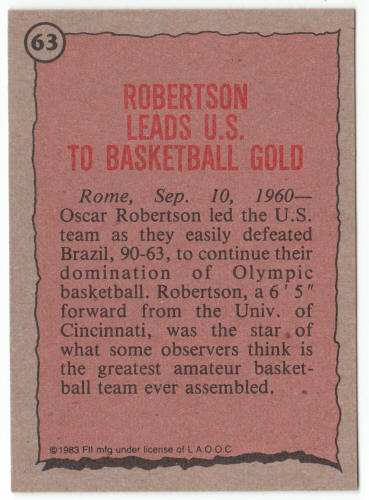 63
ROBERTSON
LEADS U.S.
TO BASKETBALL GOLD
Rome, Sep. 10, 1960—
Oscar Robertson led the U.S.
team as they easily defeated
Brazil, 90-63, to continue their
domination of Olympic
basketball. Robertson, a 6' 5"
forward from the Univ. of
Cincinnati, was the star of
what some observers think is
the greatest amateur basket-
ball team ever assembled.
©1983 FII mfg under license of L.A.O.O.C.